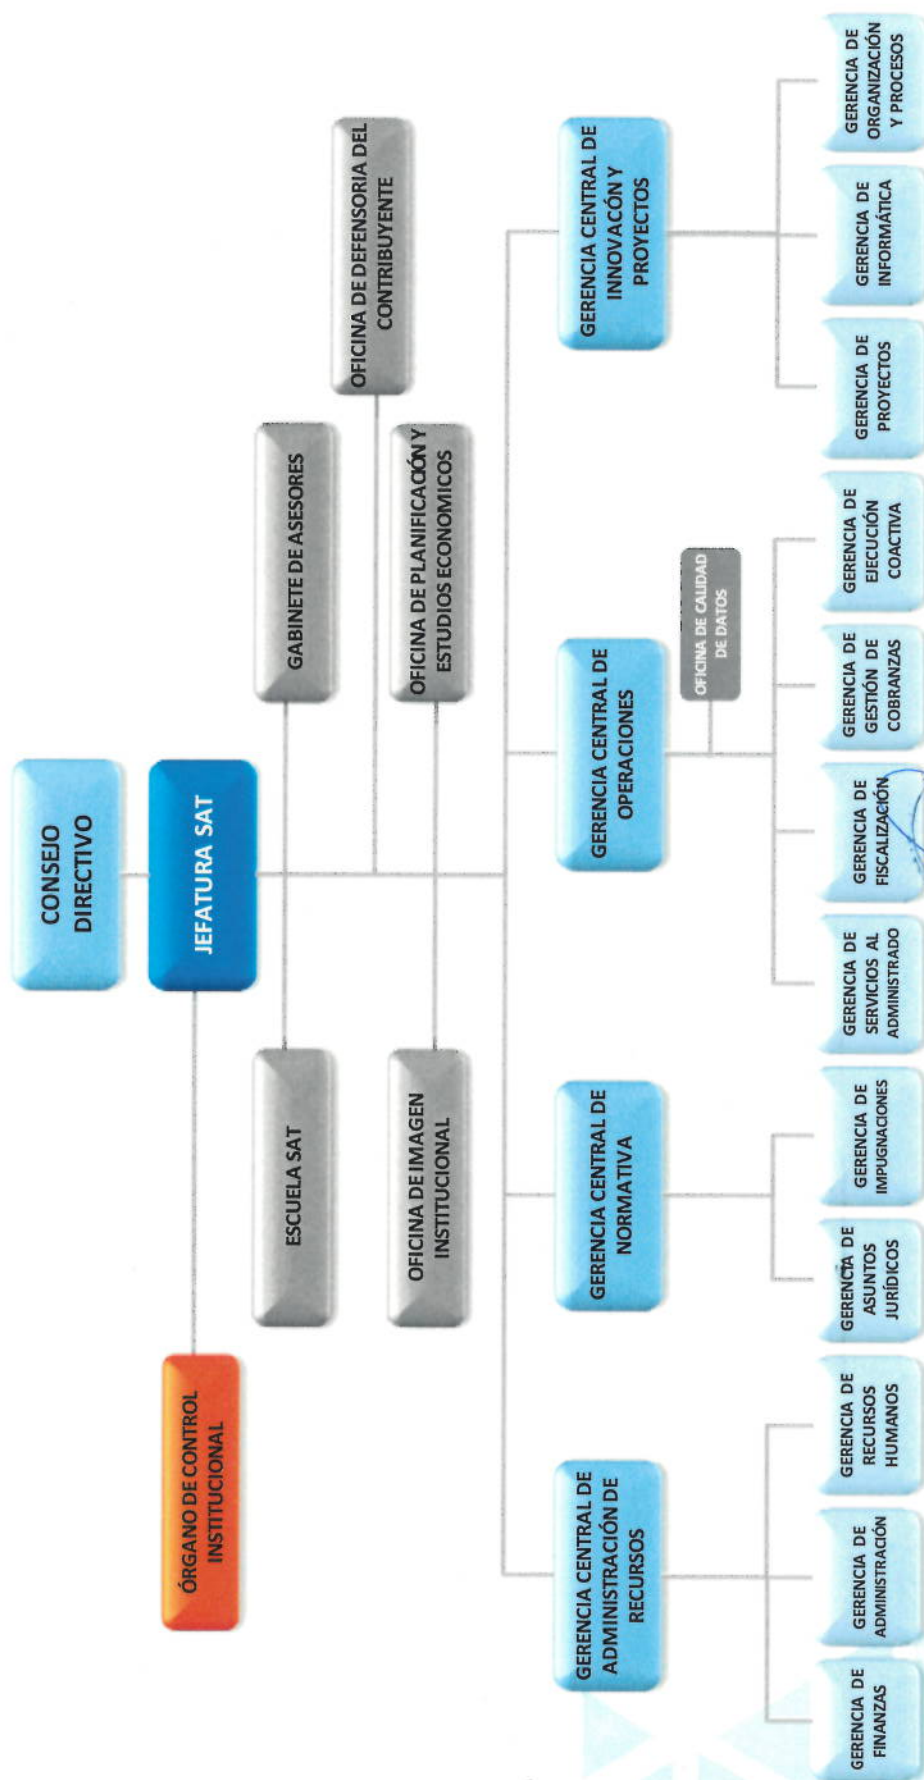 CONSEJO
DIRECTIVO
JEFATURA SAT
ÓRGANO DE CONTROL
INSTITUCIONAL
ESCUELA SAT
GABINETE DE ASESORES
OFICINA DE DEFENSORIA DEL
CONTRIBUYENTE
OFICINA DE IMAGEN
INSTITUCIONAL
OFICINA DE PLANIFICACIÓN Y
ESTUDIOS ECONOMICOS
GERENCIA CENTRAL DE
ADMINISTRACIÓN DE
RECURSOS
GERENCIA CENTRAL DE
NORMATIVA
GERENCIA CENTRAL DE
OPERACIONES
GERENCIA CENTRAL DE
INNOVACÓN Y
PROYECTOS
OFICINA DE CALIDAD
DE DATOS
GERENCIA DE
FINANZAS
GERENCIA DE
ADMINISTRACIÓN
GERENCIA DE
RECURSOS
HUMANOS
GERENCIA DE
ASUNTOS
JURÍDICOS
GERENCIA DE
IMPUGNACIONES
GERENCIA DE
SERVICIOS AL
ADMINISTRADO
GERENCIA DE
FISCALIZACIÓN
GERENCIA DE
GESTIÓN DE
COBRANZAS
GERENCIA DE
EJECUCIÓN
COACTIVA
GERENCIA DE
PROYECTOS
GERENCIA DE
INFORMÁTICA
GERENCIA DE
ORGANIZACIÓN
Y PROCESOS